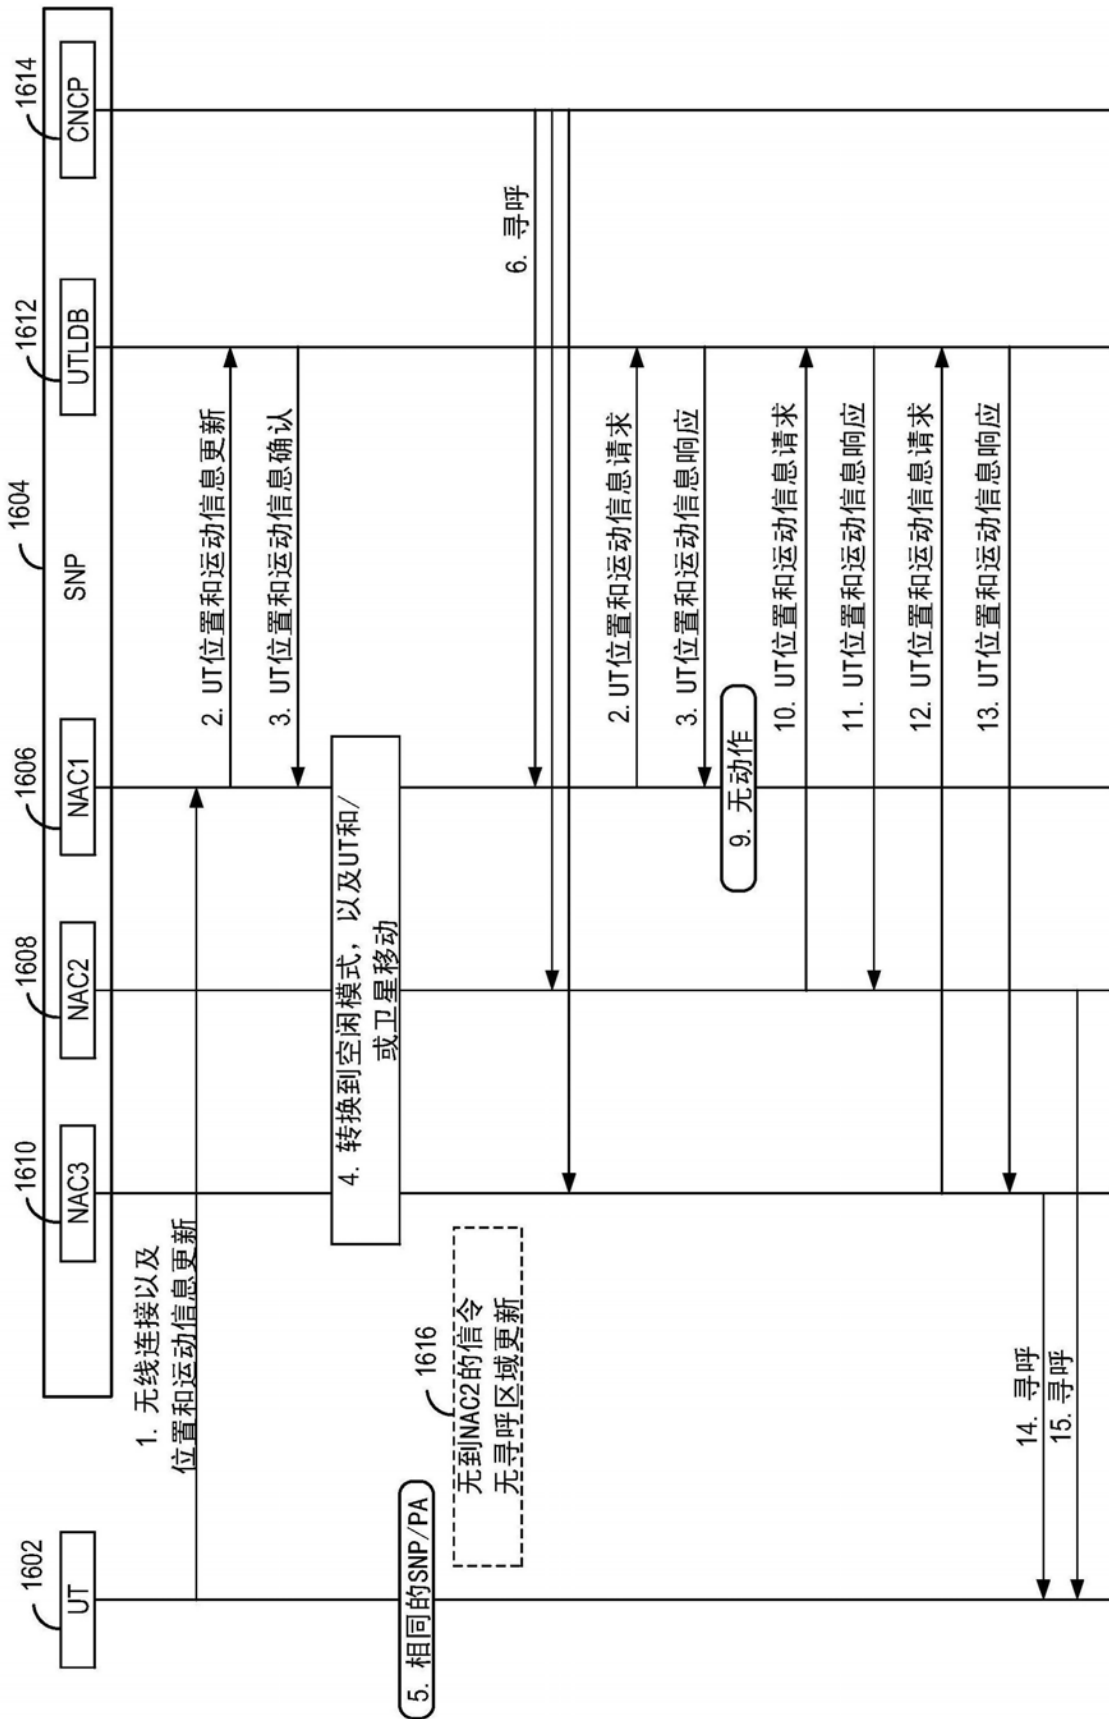 1602
UT
1604
SNP
1610
NAC3
1608
NAC2
1606
NAC1
1612
UTLDB
1614
CNCP
1. 无线连接以及
位置和运动信息更新
2. UT位置和运动信息更新
3. UT位置和运动信息确认
4. 转换到空闲模式，以及UT和/
或卫星移动
5. 相同的SNP/PA
1616
无到NAC2的信令
无寻呼区域更新
6. 寻呼
2. UT位置和运动信息请求
3. UT位置和运动信息响应
9. 无动作
10. UT位置和运动信息请求
11. UT位置和运动信息响应
12. UT位置和运动信息请求
13. UT位置和运动信息响应
14. 寻呼
15. 寻呼